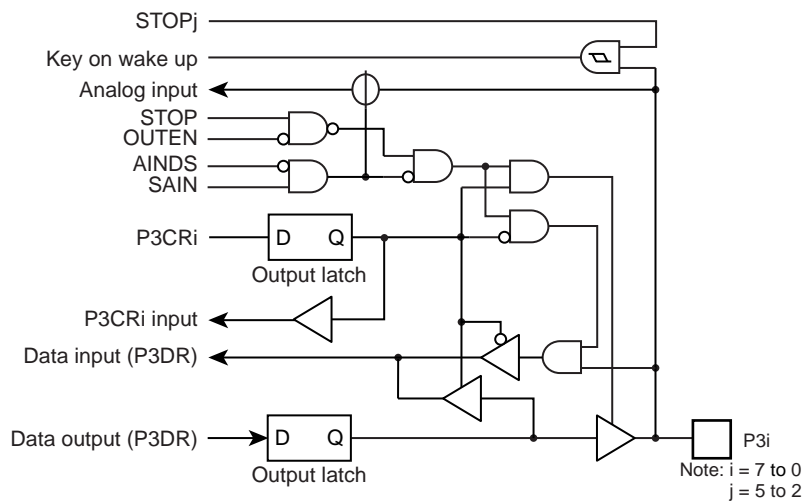 STOPj
Key on wake up
Analog input
STOP
OUTEN
AINDS
SAIN
P3CRi
D Q
Output latch
P3CRi input
Data input (P3DR)
Data output (P3DR)
D Q
Output latch
P3i
Note: i = 7 to 0
j = 5 to 2